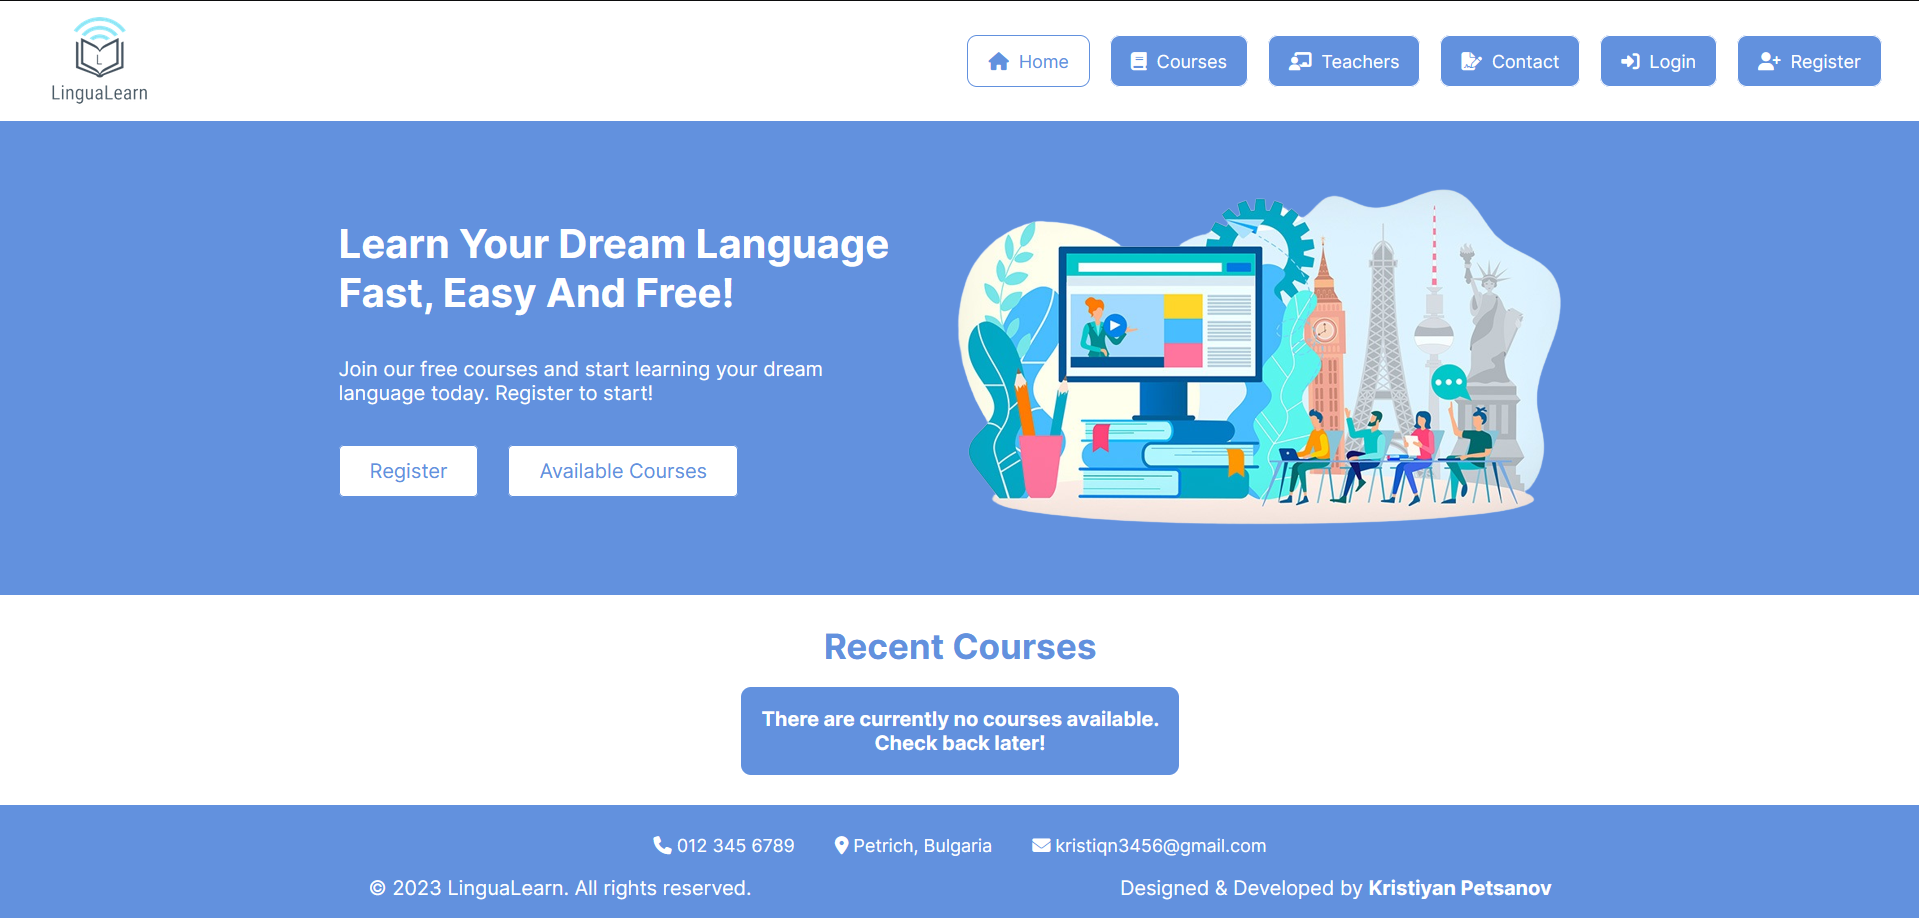 L
LinguaLearn
Home
Courses
Teachers
Contact
Login
Register
Learn Your Dream Language
Fast, Easy And Free!
Join our free courses and start learning your dream
language today. Register to start!
Register
Available Courses
Recent Courses
There are currently no courses available.
Check back later!
012 345 6789
Petrich, Bulgaria
kristiqn3456@gmail.com
© 2023 LinguaLearn. All rights reserved.
Designed & Developed by Kristiyan Petsanov